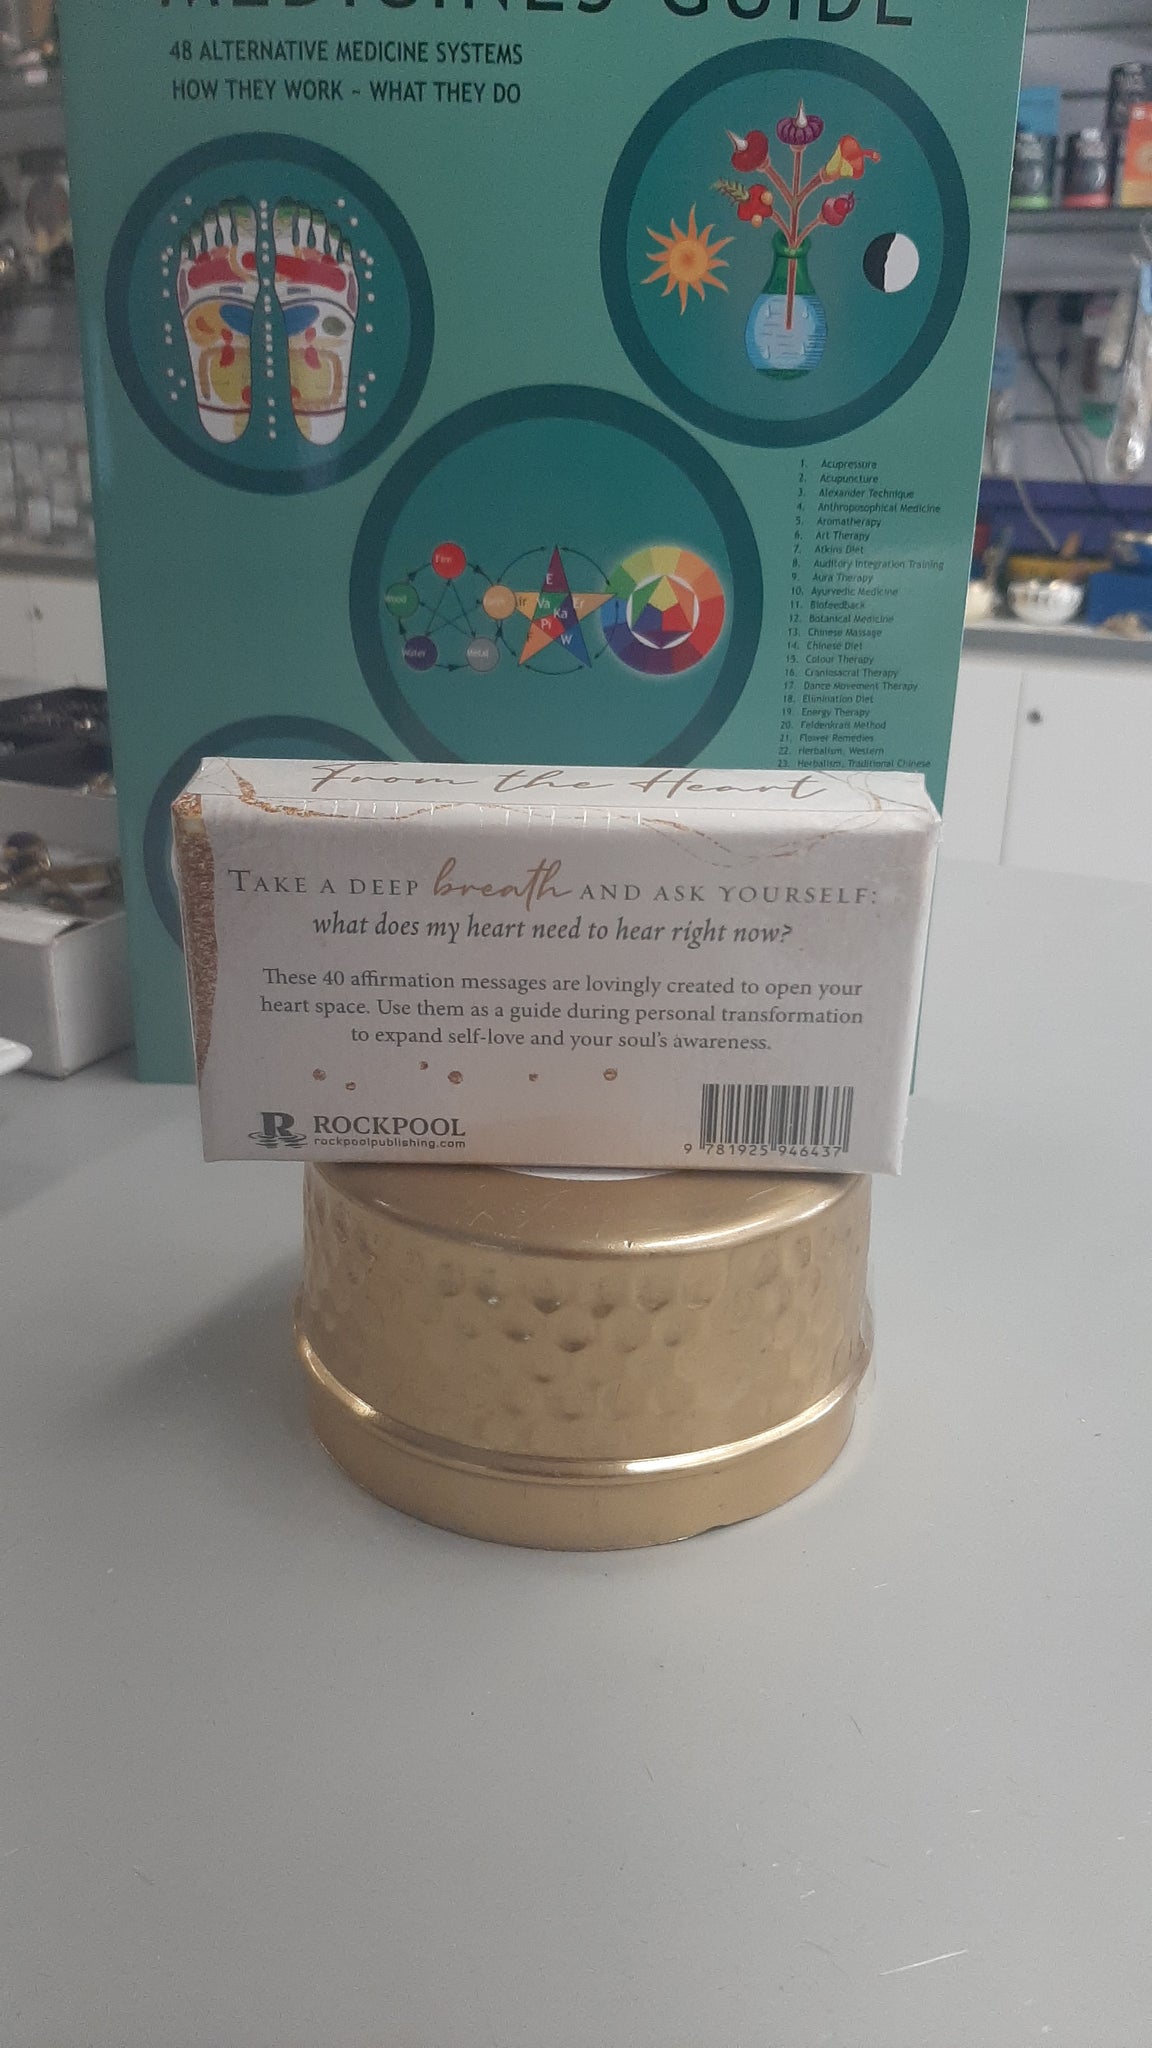 MEDICINES GUIDE
48 ALTERNATIVE MEDICINE SYSTEMS
HOW THEY WORK ~ WHAT THEY DO
1. Acupressure
2. Acupuncture
3. Alexander Technique
4. Anthroposophical Medicine
5. Aromatherapy
6. Art Therapy
7. Atkins Diet
8. Auditory Integration Training
9. Aura Therapy
10. Ayurvedic Medicine
11. Biofeedback
12. Botanical Medicine
13. Chinese Massage
14. Chinese Diet
15. Colour Therapy
16. Craniosacral Therapy
17. Dance Movement Therapy
18. Elimination Diet
19. Energy Therapy
20. Feldenkrais Method
21. Flower Remedies
22. Herbalism, Western
23. Herbalism, Traditional Chinese
Fire
Water
Metal
E
Va
Er
Ka
Pi
W
From the Heart
TAKE A DEEP breath AND ASK YOURSELF:
what does my heart need to hear right now?
These 40 affirmation messages are lovingly created to open your
heart space. Use them as a guide during personal transformation
to expand self-love and your soul's awareness.
R ROCKPOOL
rockpoolpublishing.com
9 781925 946437